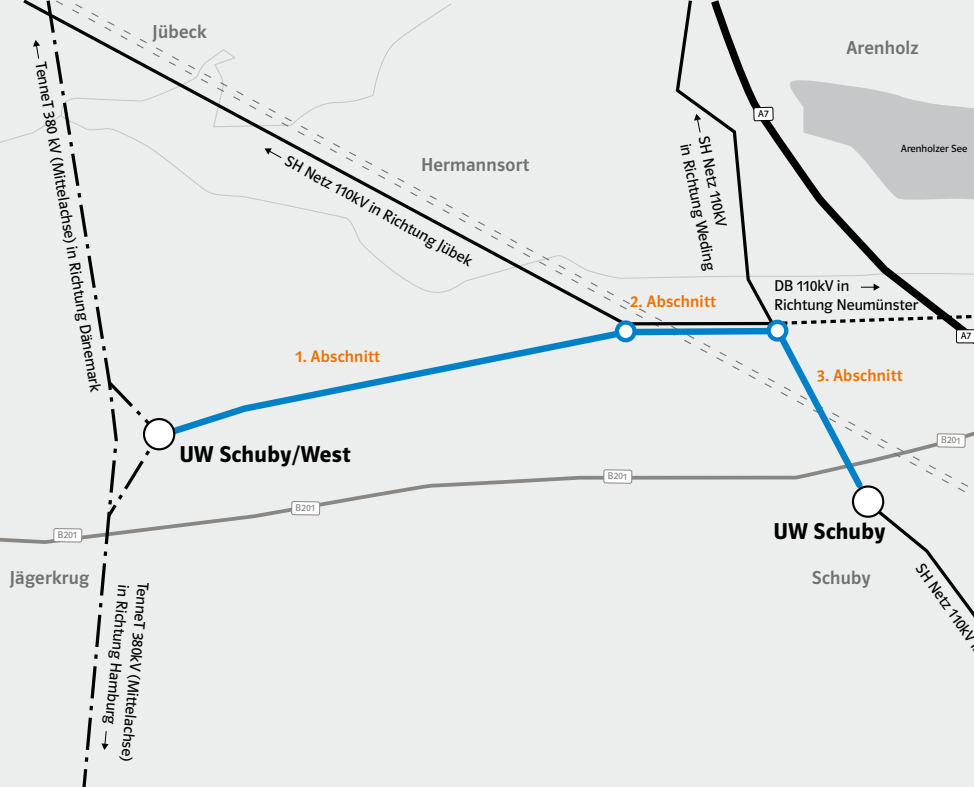 Jübeck
Arenholz
A7
Arenholzer See
Hermannsort
← TenneT 380 kV (Mittelachse) in Richtung Dänemark
← SH Netz 110kV in Richtung Jübek
← SH Netz 110kV
in Richtung Weding
DB 110kV in →
Richtung Neumünster
A7
2. Abschnitt
1. Abschnitt
3. Abschnitt
UW Schuby/West
B201
B201
B201
B201
UW Schuby
Jägerkrug
Schuby
TenneT 380kV (Mittelachse)
in Richtung Hamburg →
SH Netz 110kV